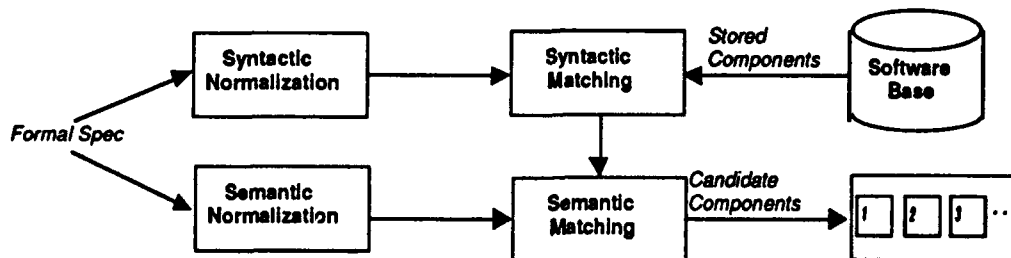 Syntactic
Normalization
Syntactic
Matching
Stored
Components
Software
Base
Formal Spec
Semantic
Normalization
Semantic
Matching
Candidate
Components
1 2 3 ..